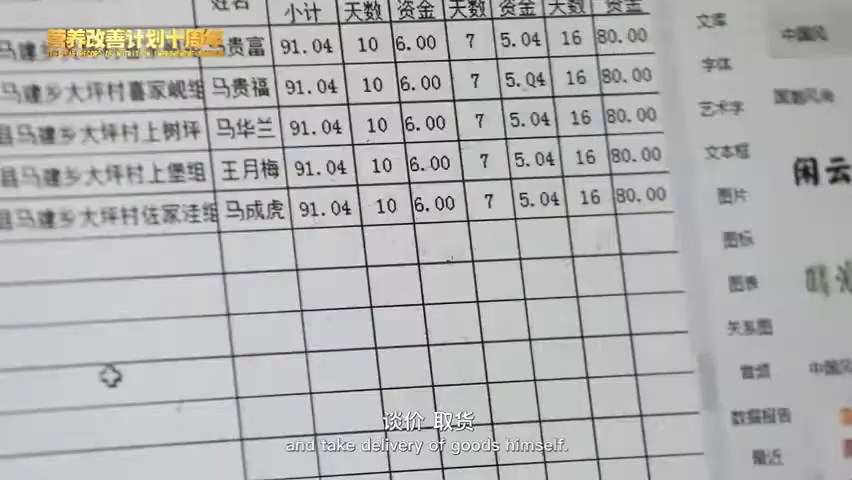 营养改善计划十周年
姓名 小计 天数 资金 天数 资金 天数 资金
贵富 91.04 10 6.00 7 5.04 16 80.00
马建乡大坪村喜家岘组 马贵福 91.04 10 6.00 7 5.04 16 80.00
县马建乡大坪村上树坪 马华兰 91.04 10 6.00 7 5.04 16 80.00
县马建乡大坪村上堡组 王月梅 91.04 10 6.00 7 5.04 16 80.00
县马建乡大坪村佐家洼组 马成虎 91.04 10 6.00 7 5.04 16 80.00
文库
中国风
字体
艺术字
文本框
闲云
图片
图标
图表
关系图
音频
中国风
数据报告
最近
谈价 取货
and take delivery of goods himself.